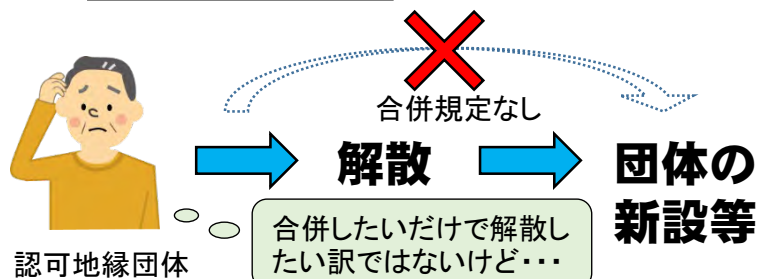 合併規定なし
解散
団体の
新設等
合併したいだけで解散し
たい訳ではないけど・・・
認可地縁団体